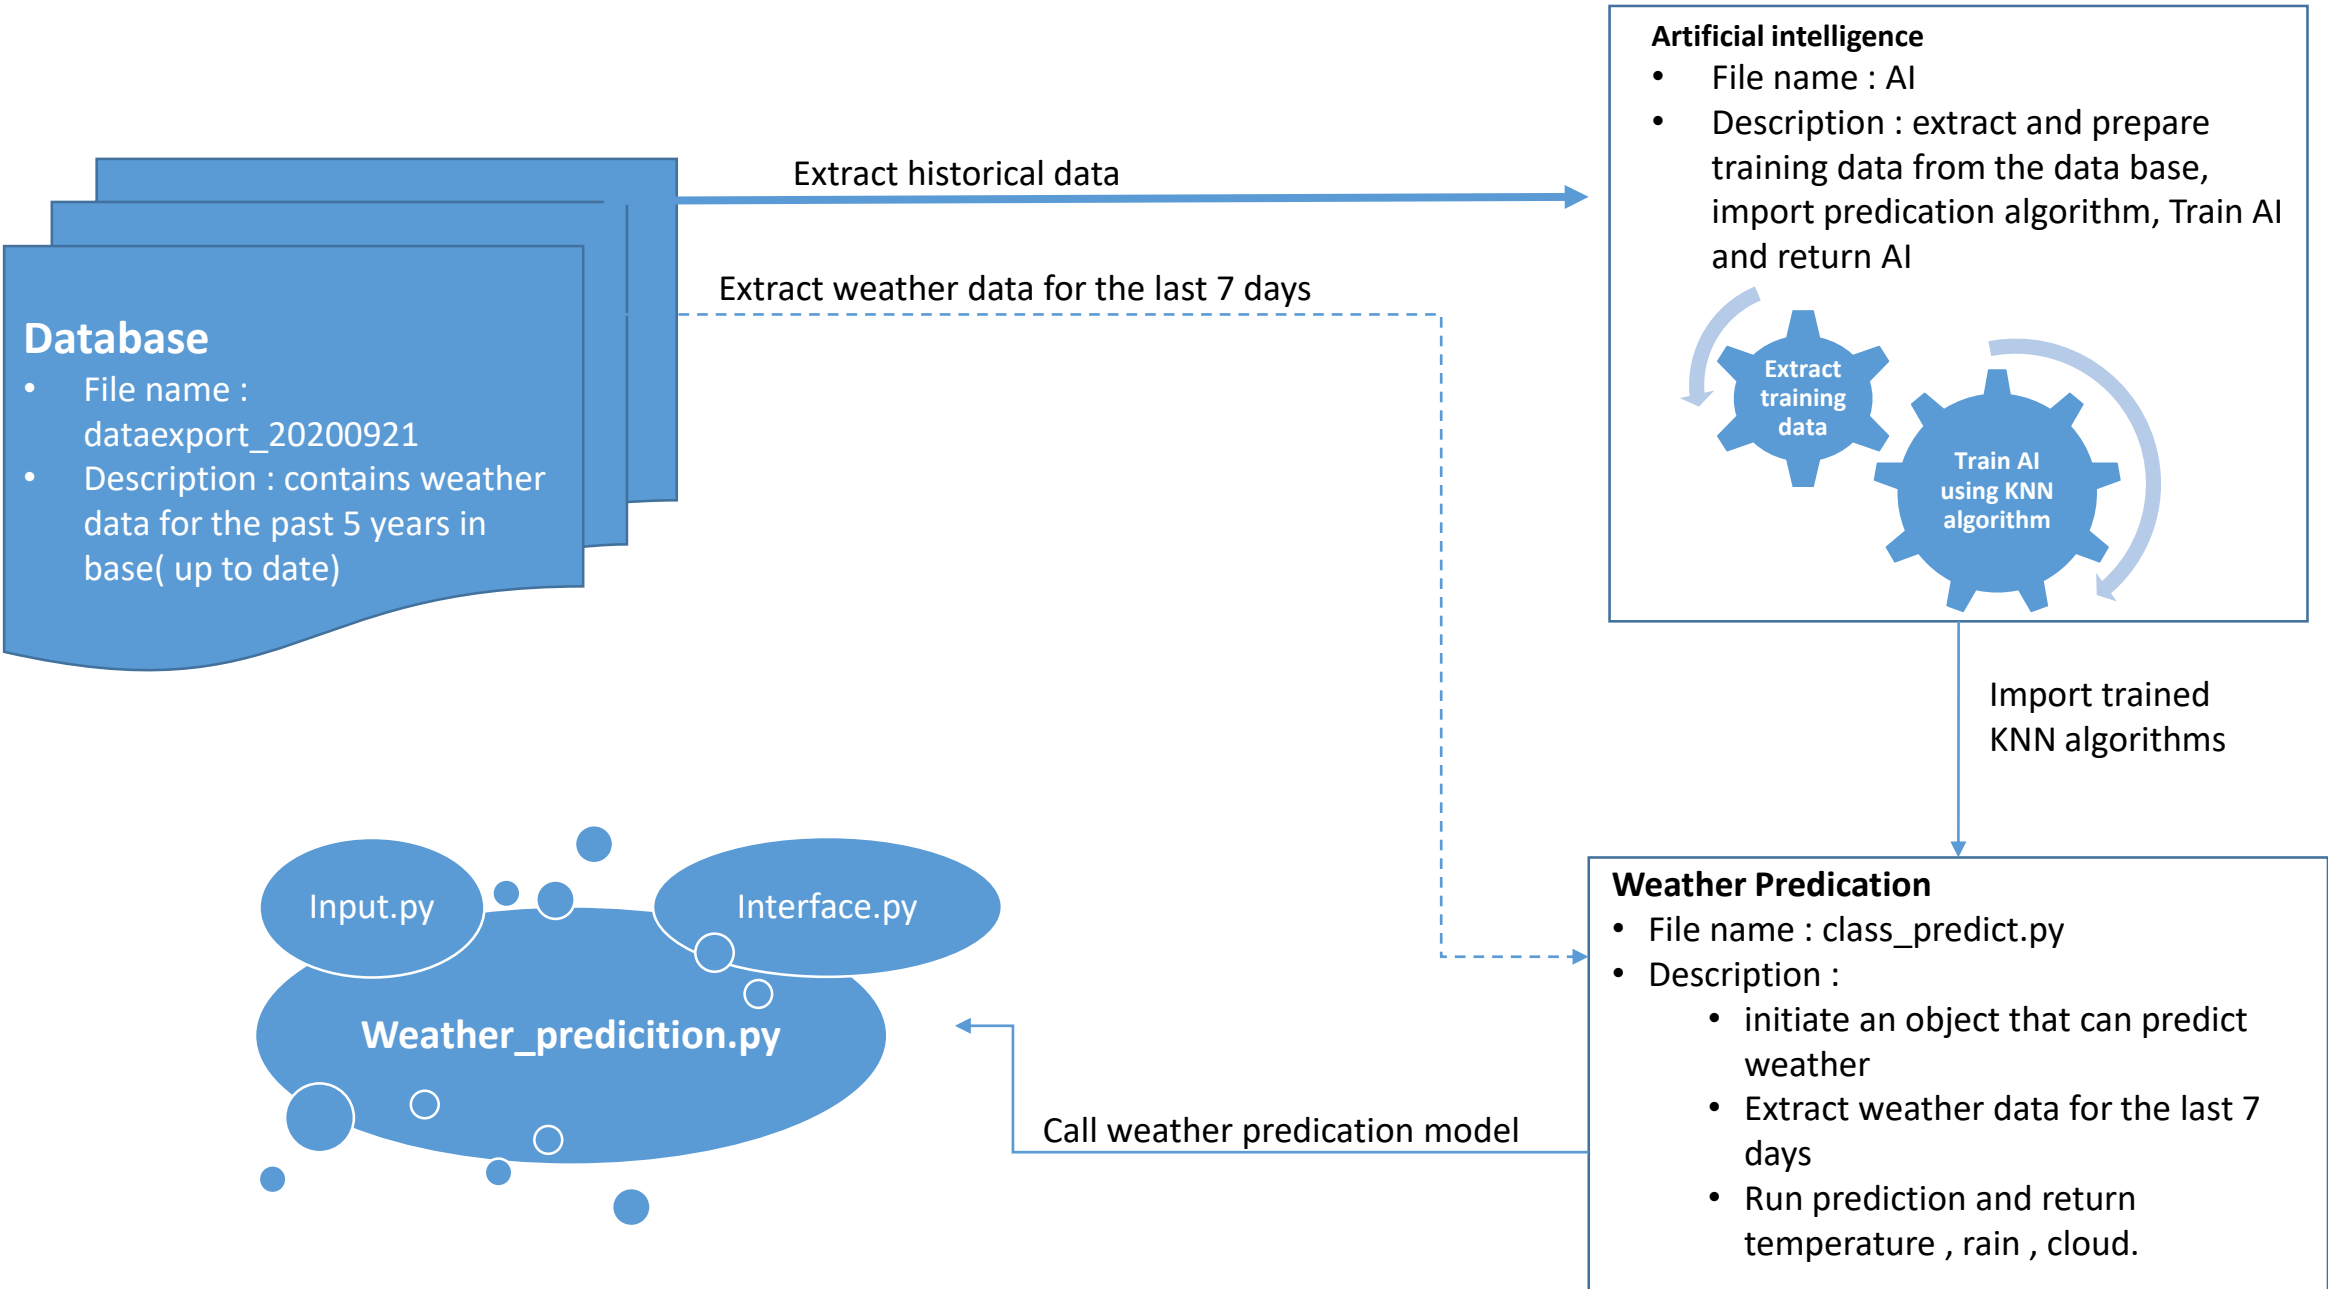 Database
• File name :
dataexport_20200921
• Description : contains weather
data for the past 5 years in
base( up to date)
Extract historical data
Extract weather data for the last 7 days
Artificial intelligence
• File name : AI
• Description : extract and prepare
training data from the data base,
import predication algorithm, Train AI
and return AI
Extract
training
data
Train AI
using KNN
algorithm
Import trained
KNN algorithms
Weather Predication
• File name : class_predict.py
• Description :
• initiate an object that can predict
weather
• Extract weather data for the last 7
days
• Run prediction and return
temperature , rain , cloud.
Call weather predication model
Input.py
Interface.py
Weather_predicition.py